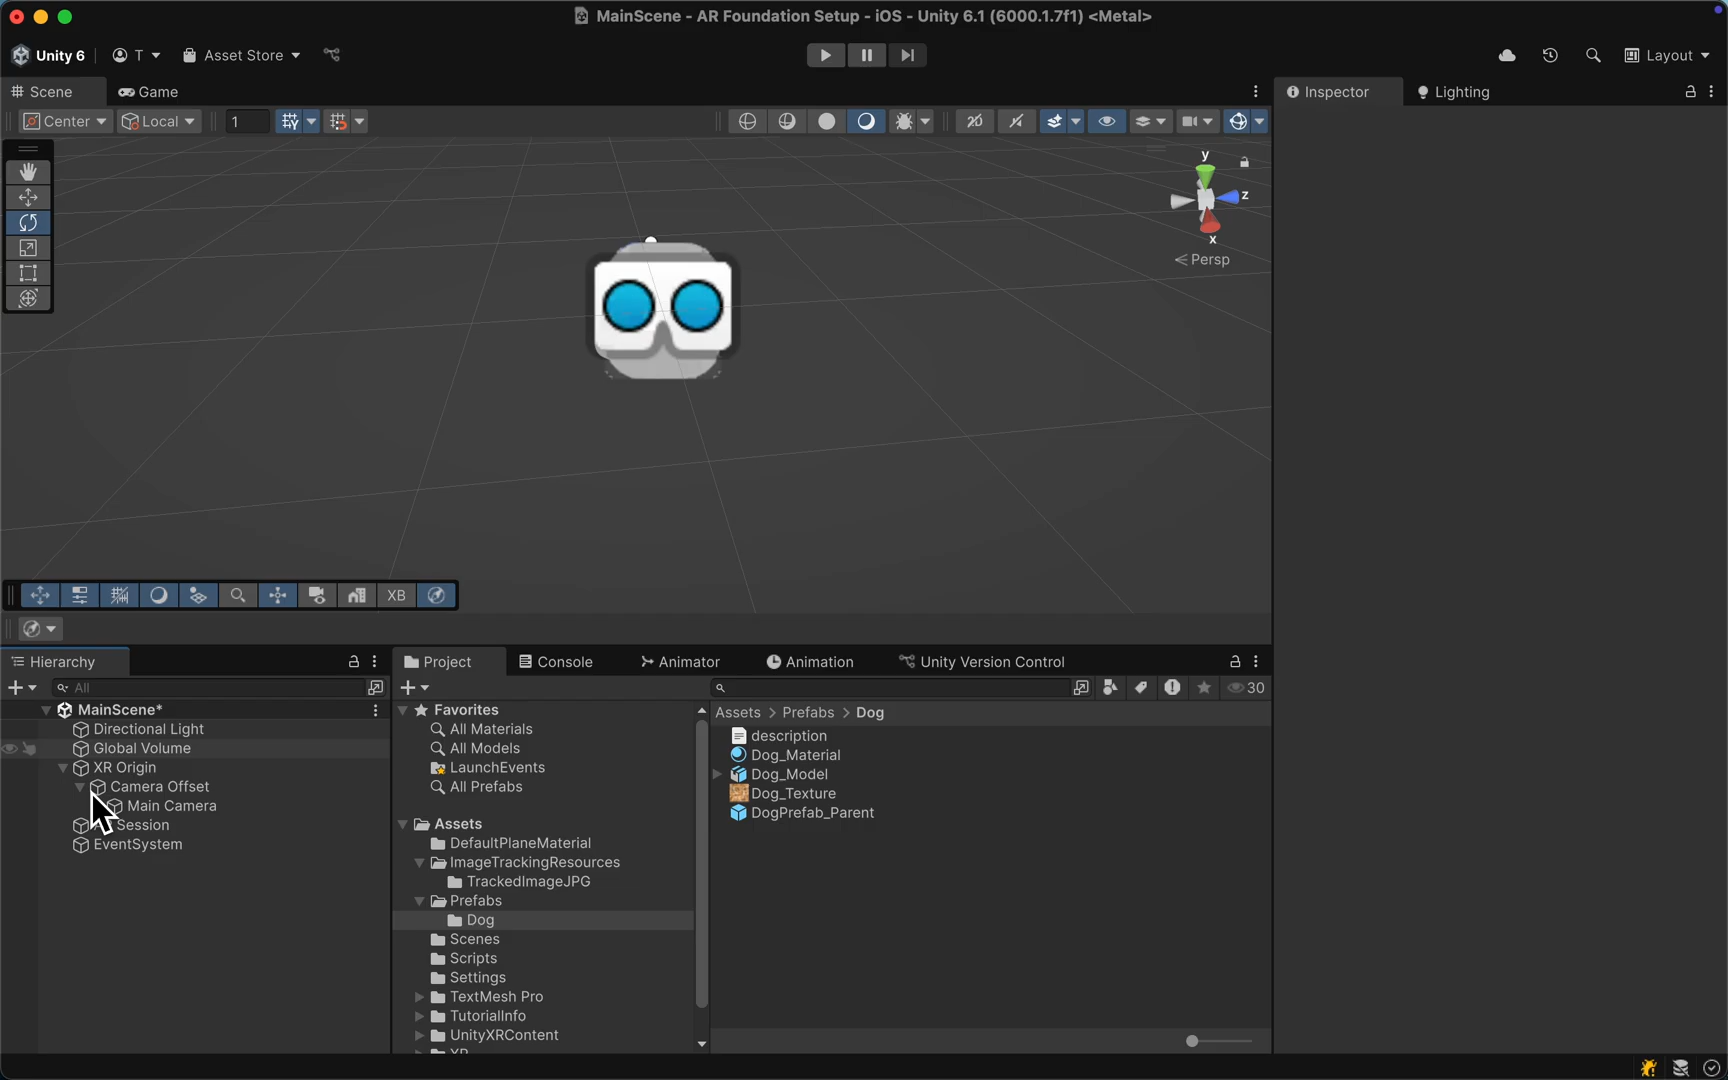 MainScene - AR Foundation Setup - iOS - Unity 6.1 (6000.1.7f1) <Metal>
Unity 6
T
Asset Store
Layout
Scene
Game
Inspector
Lighting
Center
Local
1
2D
y
z
x
Persp
XB
Hierarchy
All
MainScene*
Directional Light
Global Volume
XR Origin
Camera Offset
Main Camera
Session
EventSystem
Project
Console
Animator
Animation
Unity Version Control
30
Favorites
All Materials
All Models
LaunchEvents
All Prefabs
Assets
DefaultPlaneMaterial
ImageTrackingResources
TrackedImageJPG
Prefabs
Dog
Scenes
Scripts
Settings
TextMesh Pro
TutorialInfo
UnityXRContent
XR
Assets > Prefabs > Dog
description
Dog_Material
Dog_Model
Dog_Texture
DogPrefab_Parent